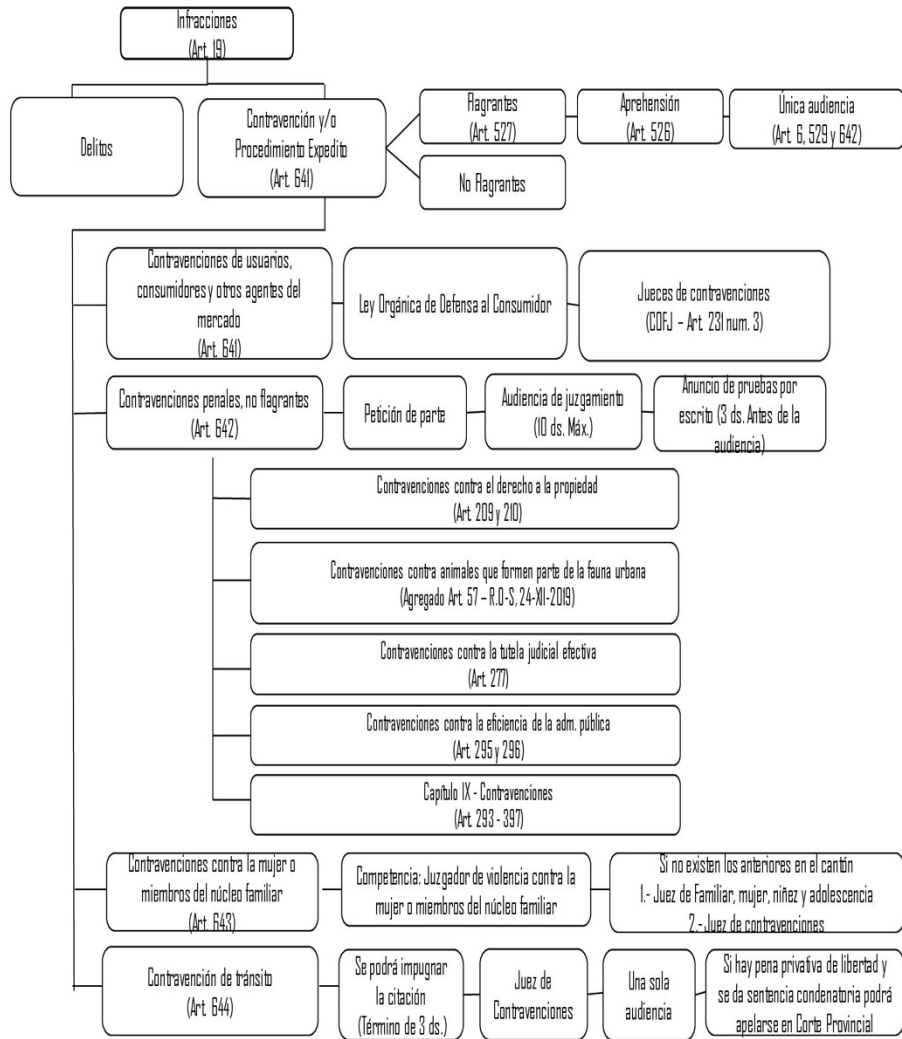 Infracciones
(Art. 19)
Delitos
Contravención y/o
Procedimiento Expedito
(Art. 641)
Flagrantes
(Art. 527)
Aprehensión
(Art. 526)
Única audiencia
(Art. 6, 529 y 642)
No Flagrantes
Contravenciones de usuarios,
consumidores y otros agentes del
mercado
(Art. 641)
Ley Orgánica de Defensa al Consumidor
Jueces de contravenciones
(COFJ – Art. 231 num. 3)
Contravenciones penales, no flagrantes
(Art. 642)
Petición de parte
Audiencia de juzgamiento
(10 ds. Máx.)
Anuncio de pruebas por
escrito (3 ds. Antes de la
audiencia)
Contravenciones contra el derecho a la propiedad
(Art. 209 y 210)
Contravenciones contra animales que formen parte de la fauna urbana
(Agregado Art. 57 – R.O-S, 24-XII-2019)
Contravenciones contra la tutela judicial efectiva
(Art. 277)
Contravenciones contra la eficiencia de la adm. pública
(Art. 295 y 296)
Capítulo IX - Contravenciones
(Art. 293 - 397)
Contravenciones contra la mujer o
miembros del núcleo familiar
(Art. 643)
Competencia: Juzgador de violencia contra la
mujer o miembros del núcleo familiar
Si no existen los anteriores en el cantón
1.- Juez de Familiar, mujer, niñez y adolescencia
2.- Juez de contravenciones
Contravención de tránsito
(Art. 644)
Se podrá impugnar
la citación
(Término de 3 ds.)
Juez de
Contravenciones
Una sola
audiencia
Si hay pena privativa de libertad y
se da sentencia condenatoria podrá
apelarse en Corte Provincial